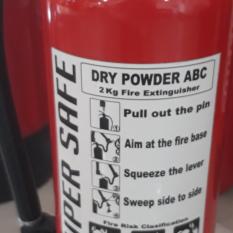 DRY POWDER ABC
2Kg Fire Extinguisher
Pull out the pin
Aim at the fire base
Squeeze the lever
Sweep side to side
Fire Risk Classification
SAFE